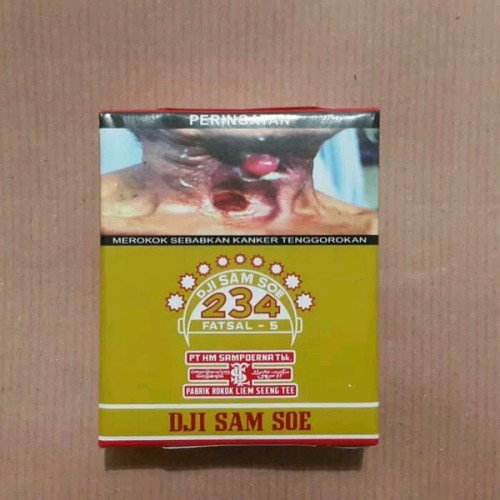 PERINGATAN
MEROKOK SEBABKAN KANKER TENGGOROKAN
DJI SAM SOE
234
FATSAL - 5
PT HM SAMPOERNA Tbk.
PABRIK ROKOK LIEM SEENG TEE
DJI SAM SOE